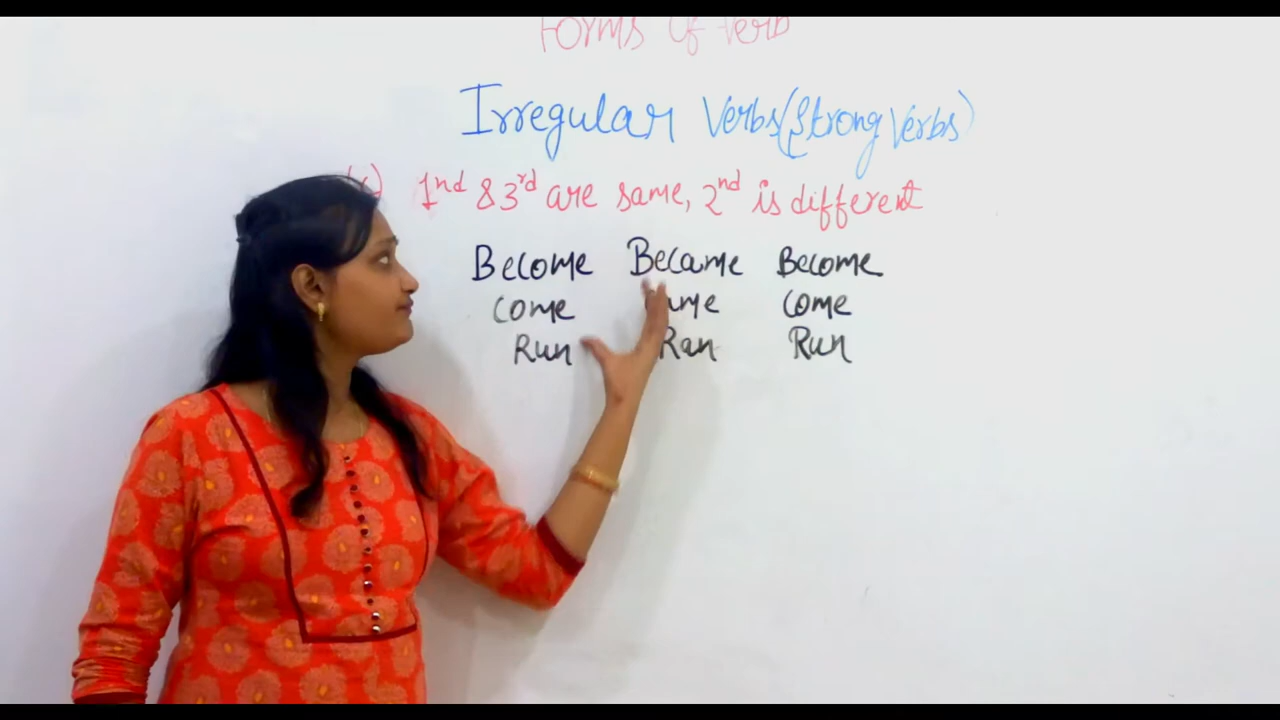 Forms of Verb
Irregular Verbs (Strong Verbs)
(c) 1nd & 3rd are same, 2nd is different
Become Became Become
Come Came Come
Run Ran Run